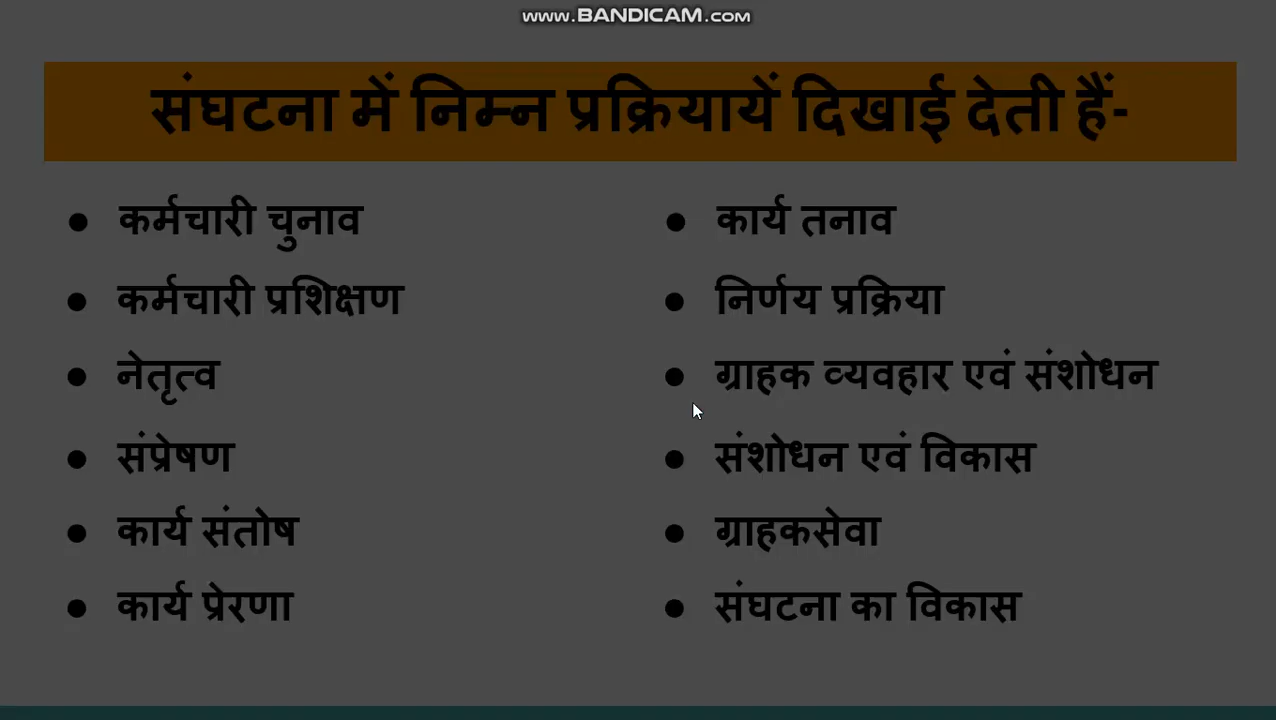 www.BANDICAM.com
संघटना में निम्न प्रक्रियायें दिखाई देती हैं-
● कर्मचारी चुनाव
● कर्मचारी प्रशिक्षण
● नेतृत्व
● संप्रेषण
● कार्य संतोष
● कार्य प्रेरणा
● कार्य तनाव
● निर्णय प्रक्रिया
● ग्राहक व्यवहार एवं संशोधन
● संशोधन एवं विकास
● ग्राहकसेवा
● संघटना का विकास